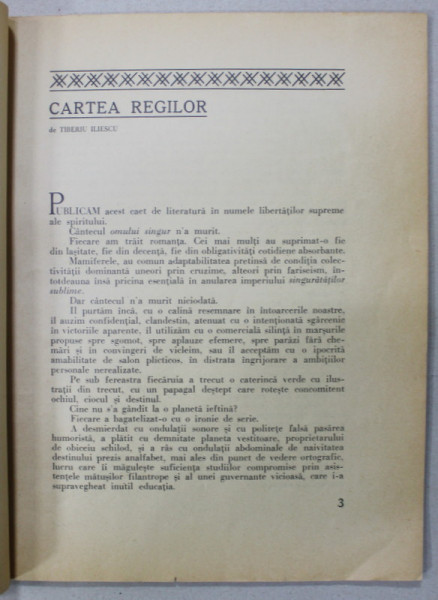 CARTEA REGILOR
de TIBERIU ILIESCU
PUBLICAM acest caet de literatură în numele libertăților supreme
ale spiritului.
Cântecul omului singur n'a murit.
Fiecare am trăit romanța. Cei mai mulți au suprimat-o fie
din lașitate, fie din decență, fie din obligativități cotidiene absorbante.
Mamiferele, au comun adaptabilitatea pretinsă de condiția colec-
tivității dominantă uneori prin cruzime, alteori prin fariseism, în-
totdeauna însă pricina esențială în anularea imperiului singurătăților
sublime.
Dar cântecul n'a murit niciodată.
Il purtăm încă, cu o calină resemnare în întoarcerile noastre,
il auzim confidențial, clandestin, atenuat cu o intenționată sgârcenie
în victoriile aparente, il utilizăm cu o comercială silință în marșurile
propuse spre sgomot, spre aplauze efemere, spre parăzi fără che-
mări și în convingeri de vicleim, sau il acceptăm cu o ipocrită
amabilitate de salon plicticos, în distrata îngrijorare a ambițiilor
personale nerealizate.
Pe sub fereastra fiecăruia a trecut o caterincă verde cu ilus-
trații din trecut, cu un papagal deștept care rotește concomitent
ochiul, ciocul și destinul.
Cine nu s'a gândit la o planetă ieftină?
Fiecare a bagatelizat-o cu o ironie de serie.
A desmierdat cu ondulații sonore și cu politețe falsă pasărea
humoristă, a plătit cu demnitate planeta vestitoare, proprietarului
de obiceiu schilod, și a râs cu ondulații abdominale de naivitatea
destinului prezis analfabet, mai ales din punct de vedere ortografic,
lucru care îi măgulește suficiența studiilor compromise prin asis-
tențele mătușilor filantrope și al unei guvernante vicioasă, care i-a
supravegheat inutil educația.
3